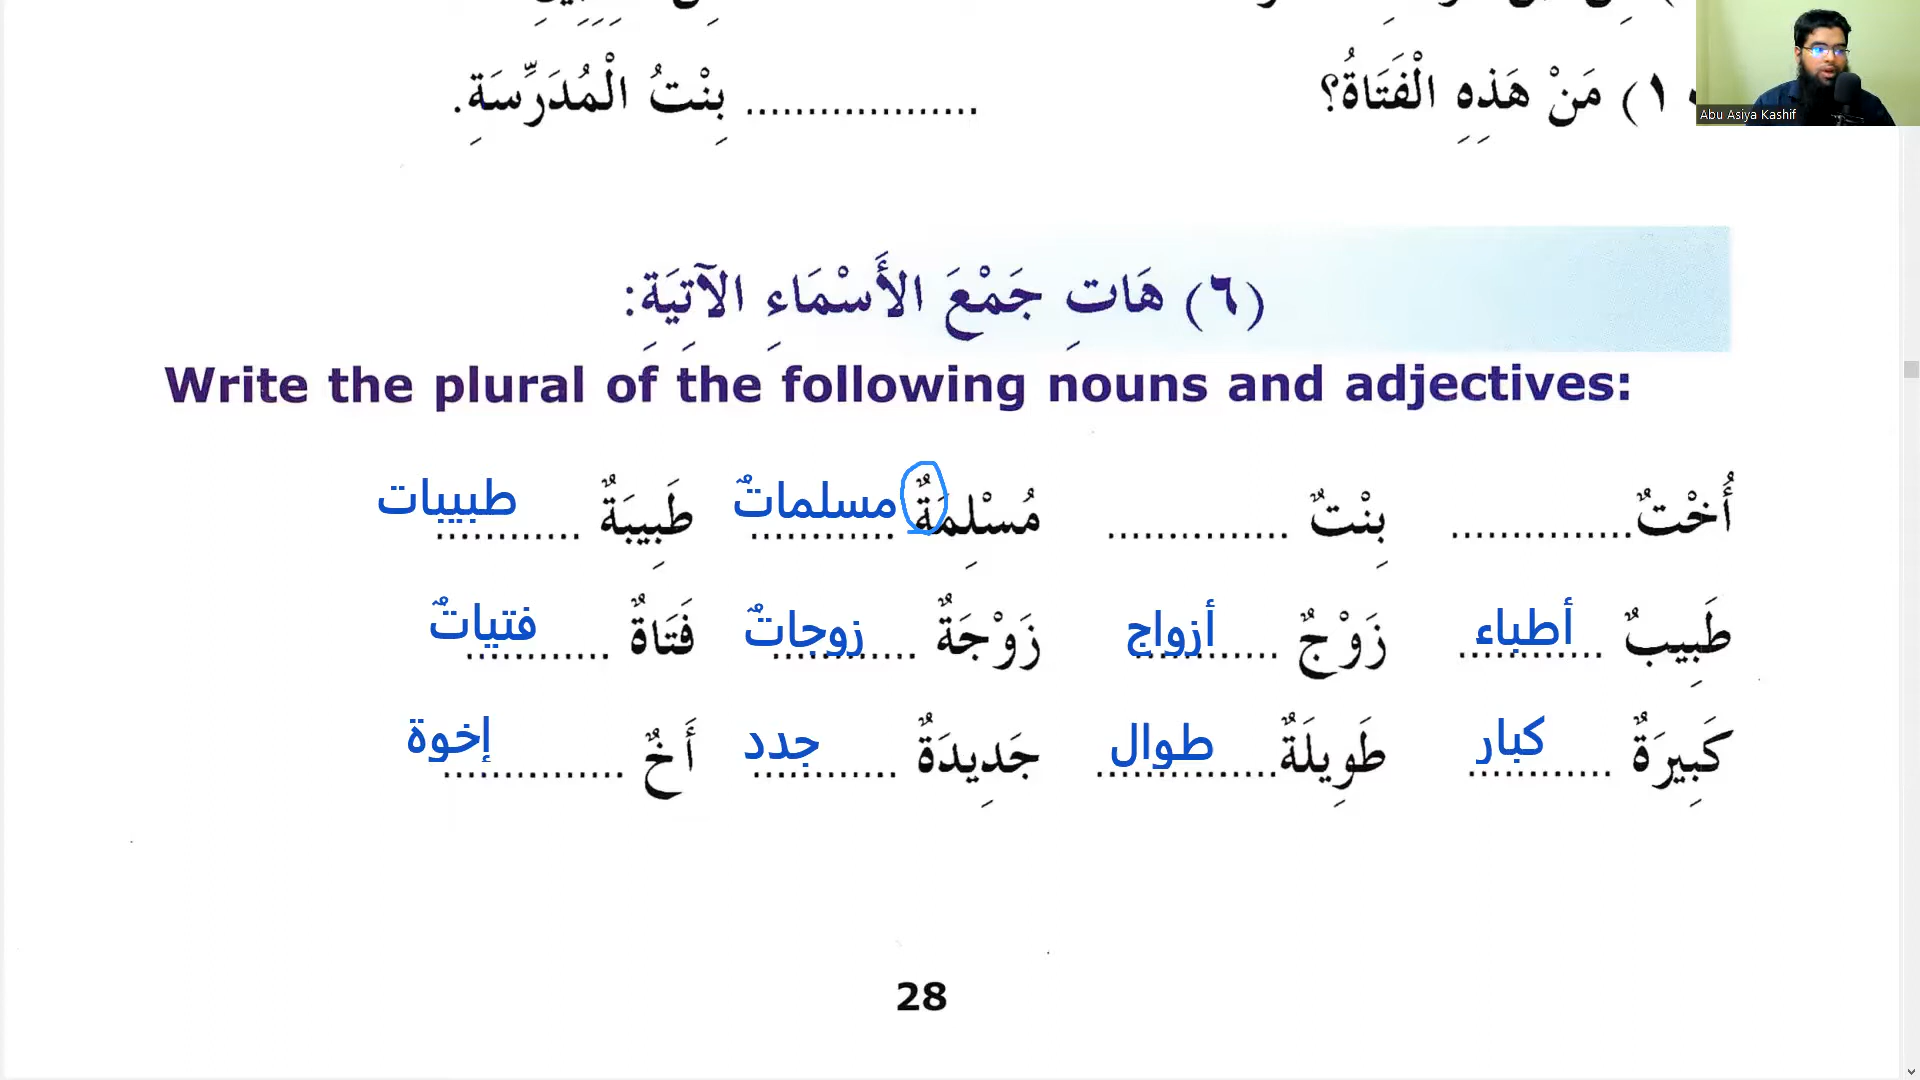 ١٠) مَنْ هَذِهِ الْفَتَاةُ؟ ................... بِنْتُ الْمُدَرِّسَةِ.
Abu Asiya Kashif
(٦) هَاتِ جَمْعَ الأَسْمَاءِ الآتِيَةِ:
Write the plural of the following nouns and adjectives:
أُخْتٌ............... بِنْتٌ ............... مُسْلِمَةٌ مسلماتٌ طَبِيبَةٌ طبيبات
طَبِيبٌ أطباء زَوْجٌ أزواج زَوْجَةٌ زوجاتٌ فَتَاةٌ فتياتٌ
كَبِيرَةٌ كبار طَوِيلَةٌ طوال جَدِيدَةٌ جدد أَخٌ إخوة
28